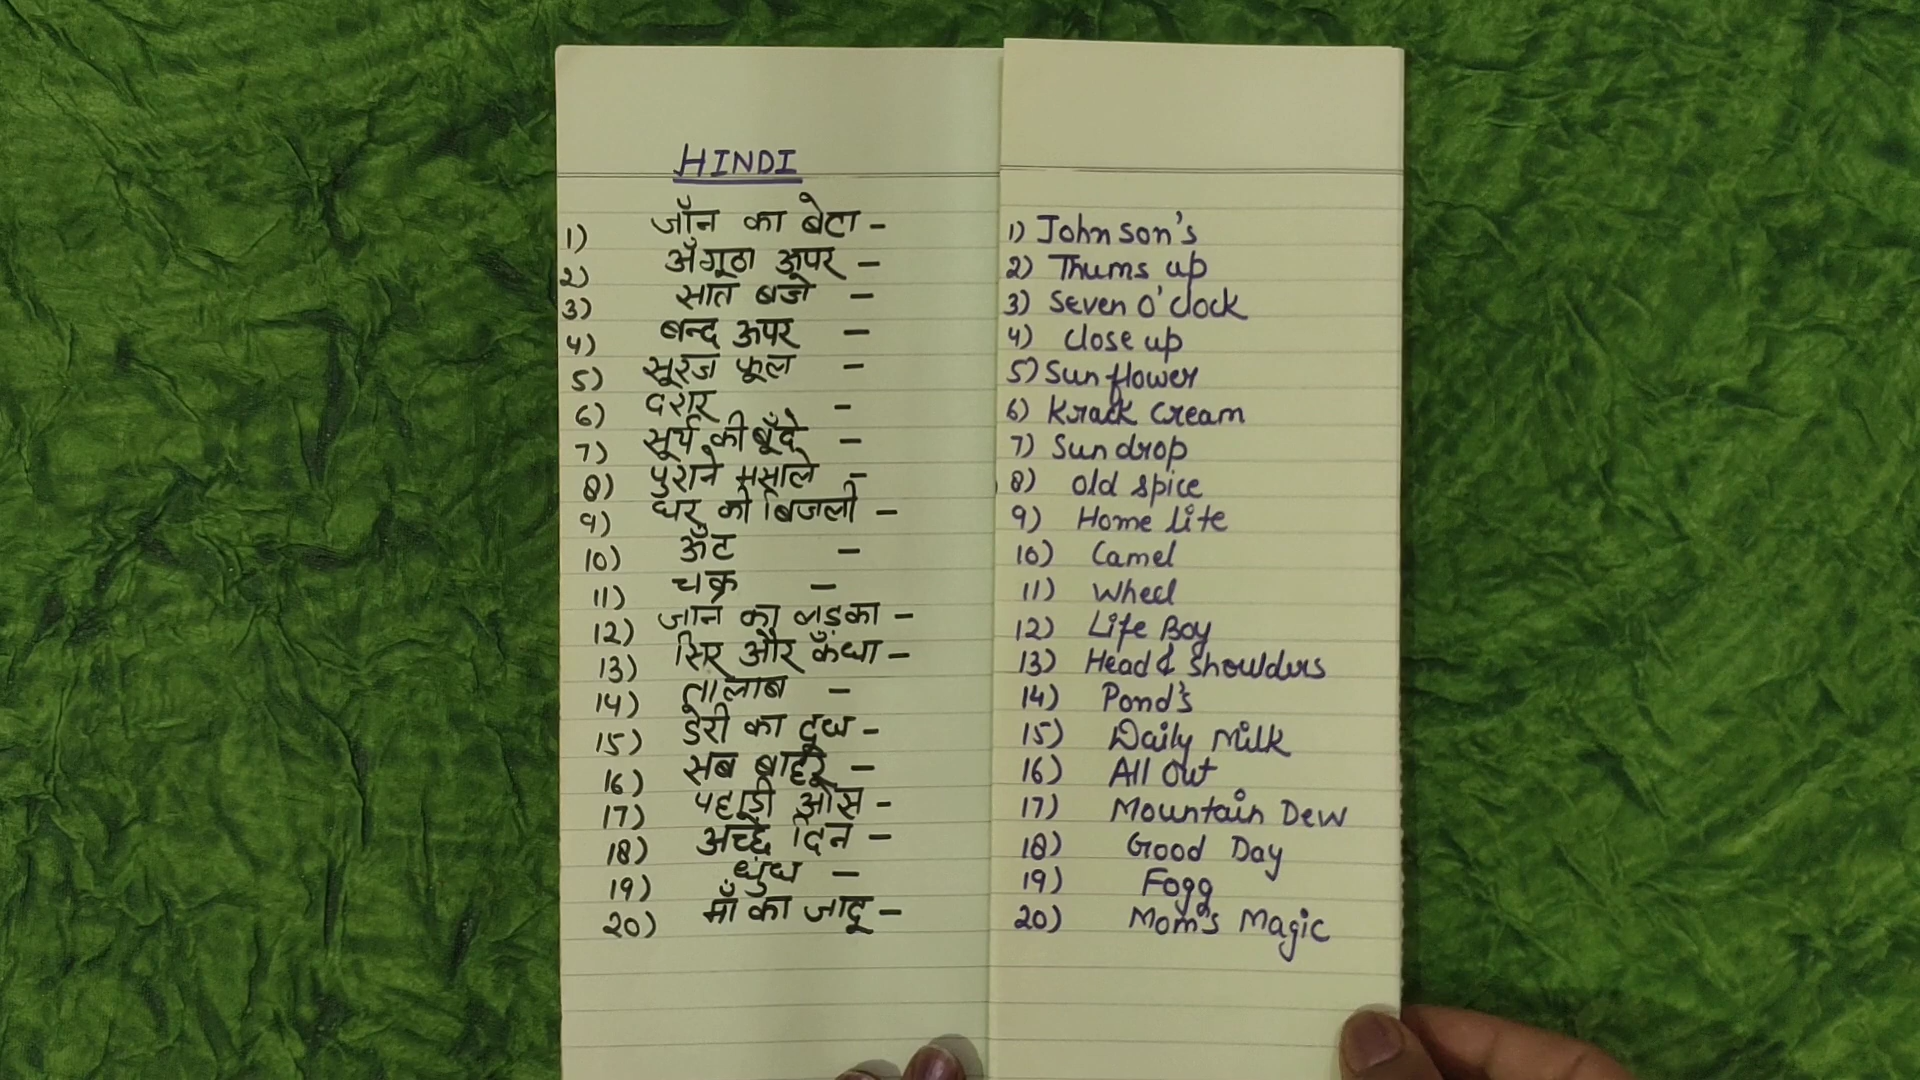 HINDI
1) जॉन का बेटा -
2) अँगूठा ऊपर -
3) सात बजे -
4) बन्द ऊपर -
5) सूरज फूल -
6) दरार -
7) सूर्य की बूँदे -
8) पुराने मसाले -
9) घर की बिजली -
10) ऊँट -
11) चक्र -
12) जान का लड़का -
13) सिर और कँधा -
14) तालाब -
15) डेरी का दूध -
16) सब बाहर -
17) पहाड़ी ओस -
18) अच्छे दिन -
19) धुंध -
20) माँ का जादू -
1) Johnson's
2) Thums up
3) Seven O'clock
4) Close up
5) Sunflower
6) Krack Cream
7) Sundrop
8) Old Spice
9) Home Lite
10) Camel
11) Wheel
12) Life Boy
13) Head & Shoulders
14) Pond's
15) Daily Milk
16) All Out
17) Mountain Dew
18) Good Day
19) Fogg
20) Mom's Magic